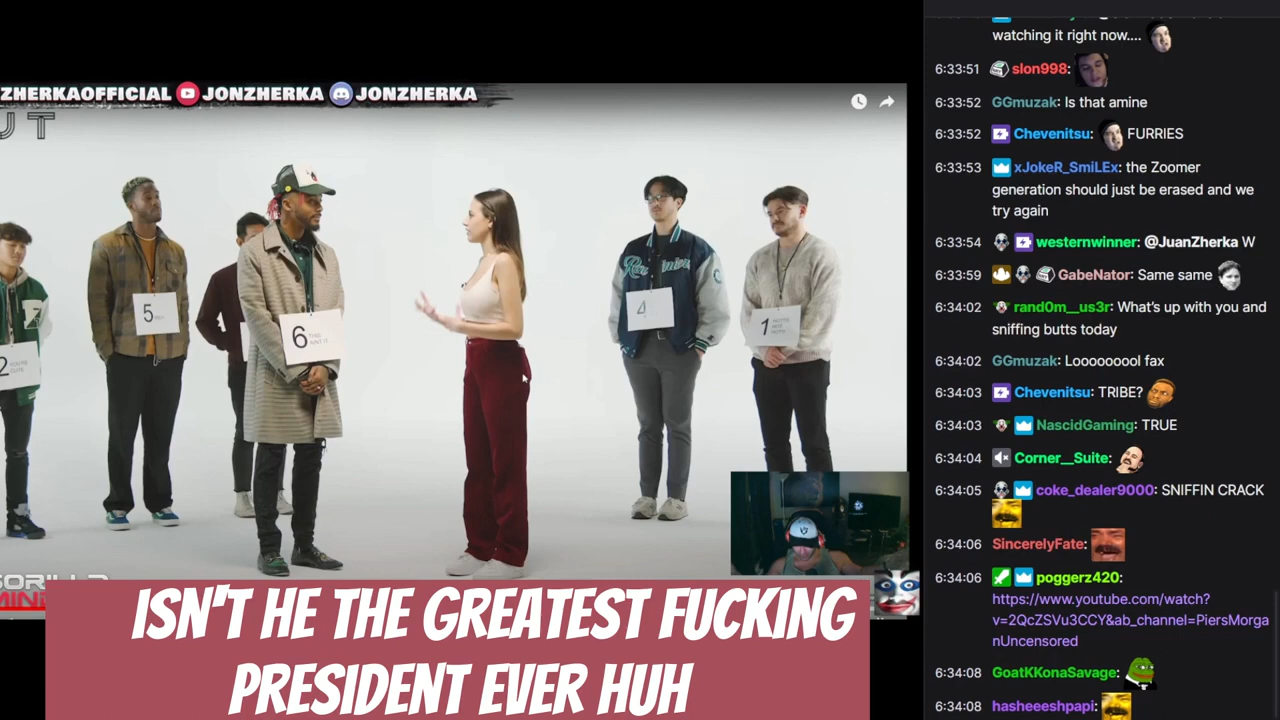 ZHERKAOFFICIAL JONZHERKA JONZHERKA
UT
5
6
THIS
AIN'T IT
4
1
2
ISN'T HE THE GREATEST FUCKING
PRESIDENT EVER HUH
watching it right now....
6:33:51 slon998:
6:33:52 GGmuzak: Is that amine
6:33:52 Chevenitsu: FURRIES
6:33:53 xJokeR_SmiLEx: the Zoomer
generation should just be erased and we
try again
6:33:54 westernwinner: @JuanZherka W
6:33:59 GabeNator: Same same
6:34:02 rand0m__us3r: What's up with you and
sniffing butts today
6:34:02 GGmuzak: Looooooool fax
6:34:03 Chevenitsu: TRIBE?
6:34:03 NascidGaming: TRUE
6:34:04 Corner__Suite:
6:34:05 coke_dealer9000: SNIFFIN CRACK
6:34:06 SincerelyFate:
6:34:06 poggerz420:
https://www.youtube.com/watch?
v=2QcZSVu3CCY&ab_channel=PiersMorga
nUncensored
6:34:08 GoatKKonaSavage:
6:34:08 hasheeeshpapi: